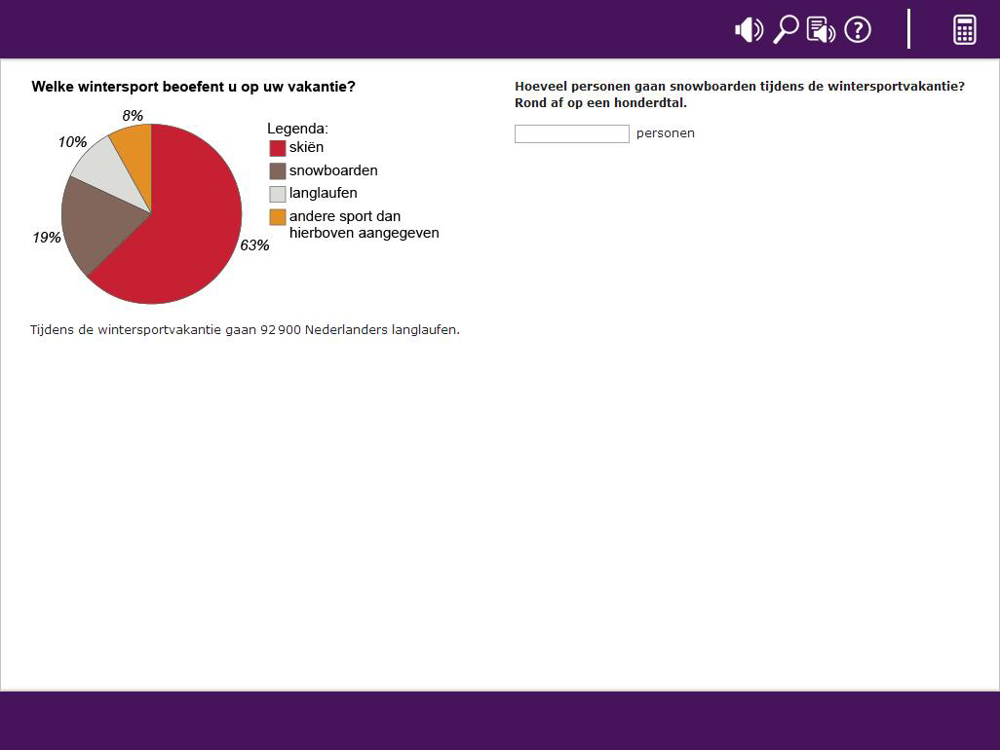 Welke wintersport beoefent u op uw vakantie?
8%
10%
19%
63%
Legenda:
skiën
snowboarden
langlaufen
andere sport dan
hierboven aangegeven
Tijdens de wintersportvakantie gaan 92 900 Nederlanders langlaufen.
Hoeveel personen gaan snowboarden tijdens de wintersportvakantie?
Rond af op een honderdtal.
personen